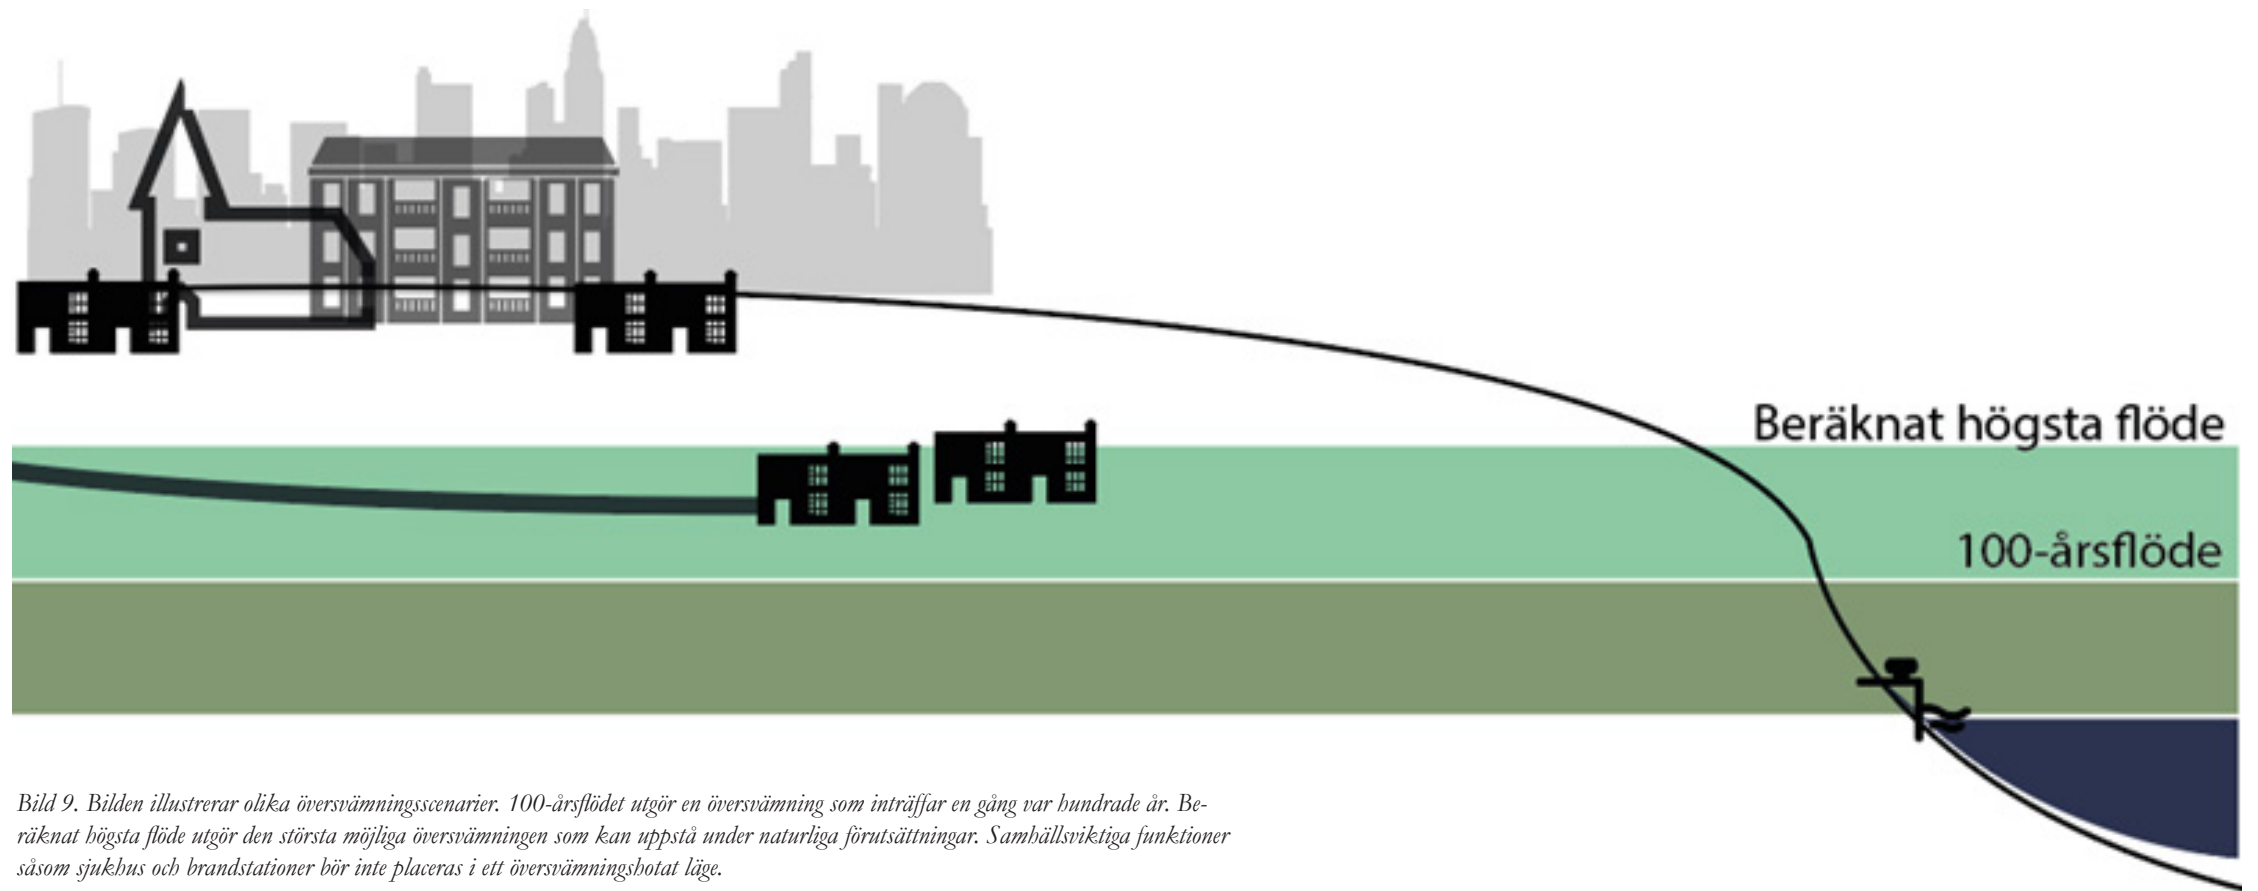 Beräknat högsta flöde
100-årsflöde
Bild 9. Bilden illustrerar olika översvämningsscenarier. 100-årsflödet utgör en översvämning som inträffar en gång var hundrade år. Be-
räknat högsta flöde utgör den största möjliga översvämningen som kan uppstå under naturliga förutsättningar. Samhällsviktiga funktioner
såsom sjukhus och brandstationer bör inte placeras i ett översvämningshotat läge.